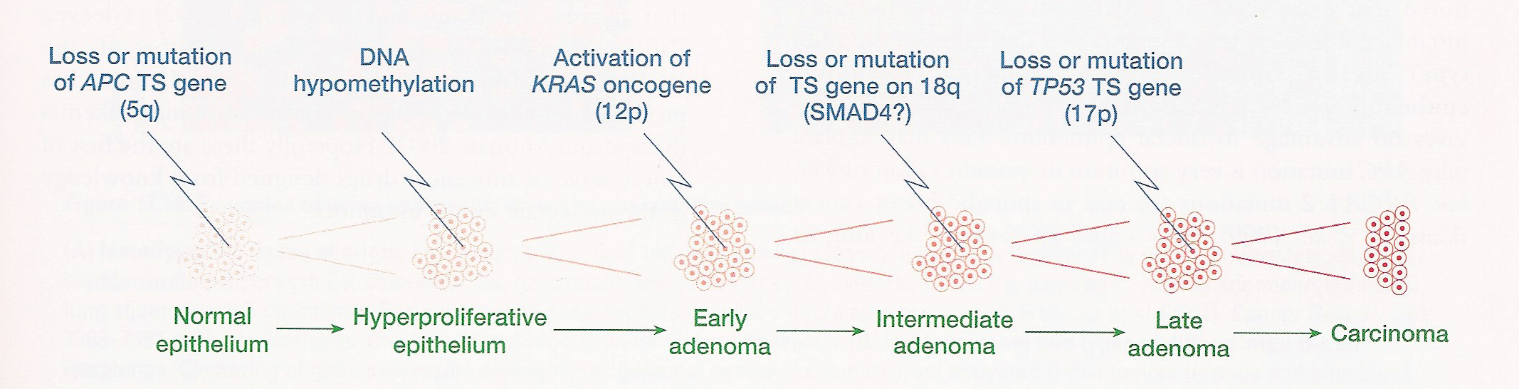 Loss or mutation
of APC TS gene
(5q)
DNA
hypomethylation
Activation of
KRAS oncogene
(12p)
Loss or mutation
of TS gene on 18q
(SMAD4?)
Loss or mutation
of TP53 TS gene
(17p)
Normal
epithelium
Hyperproliferative
epithelium
Early
adenoma
Intermediate
adenoma
Late
adenoma
Carcinoma